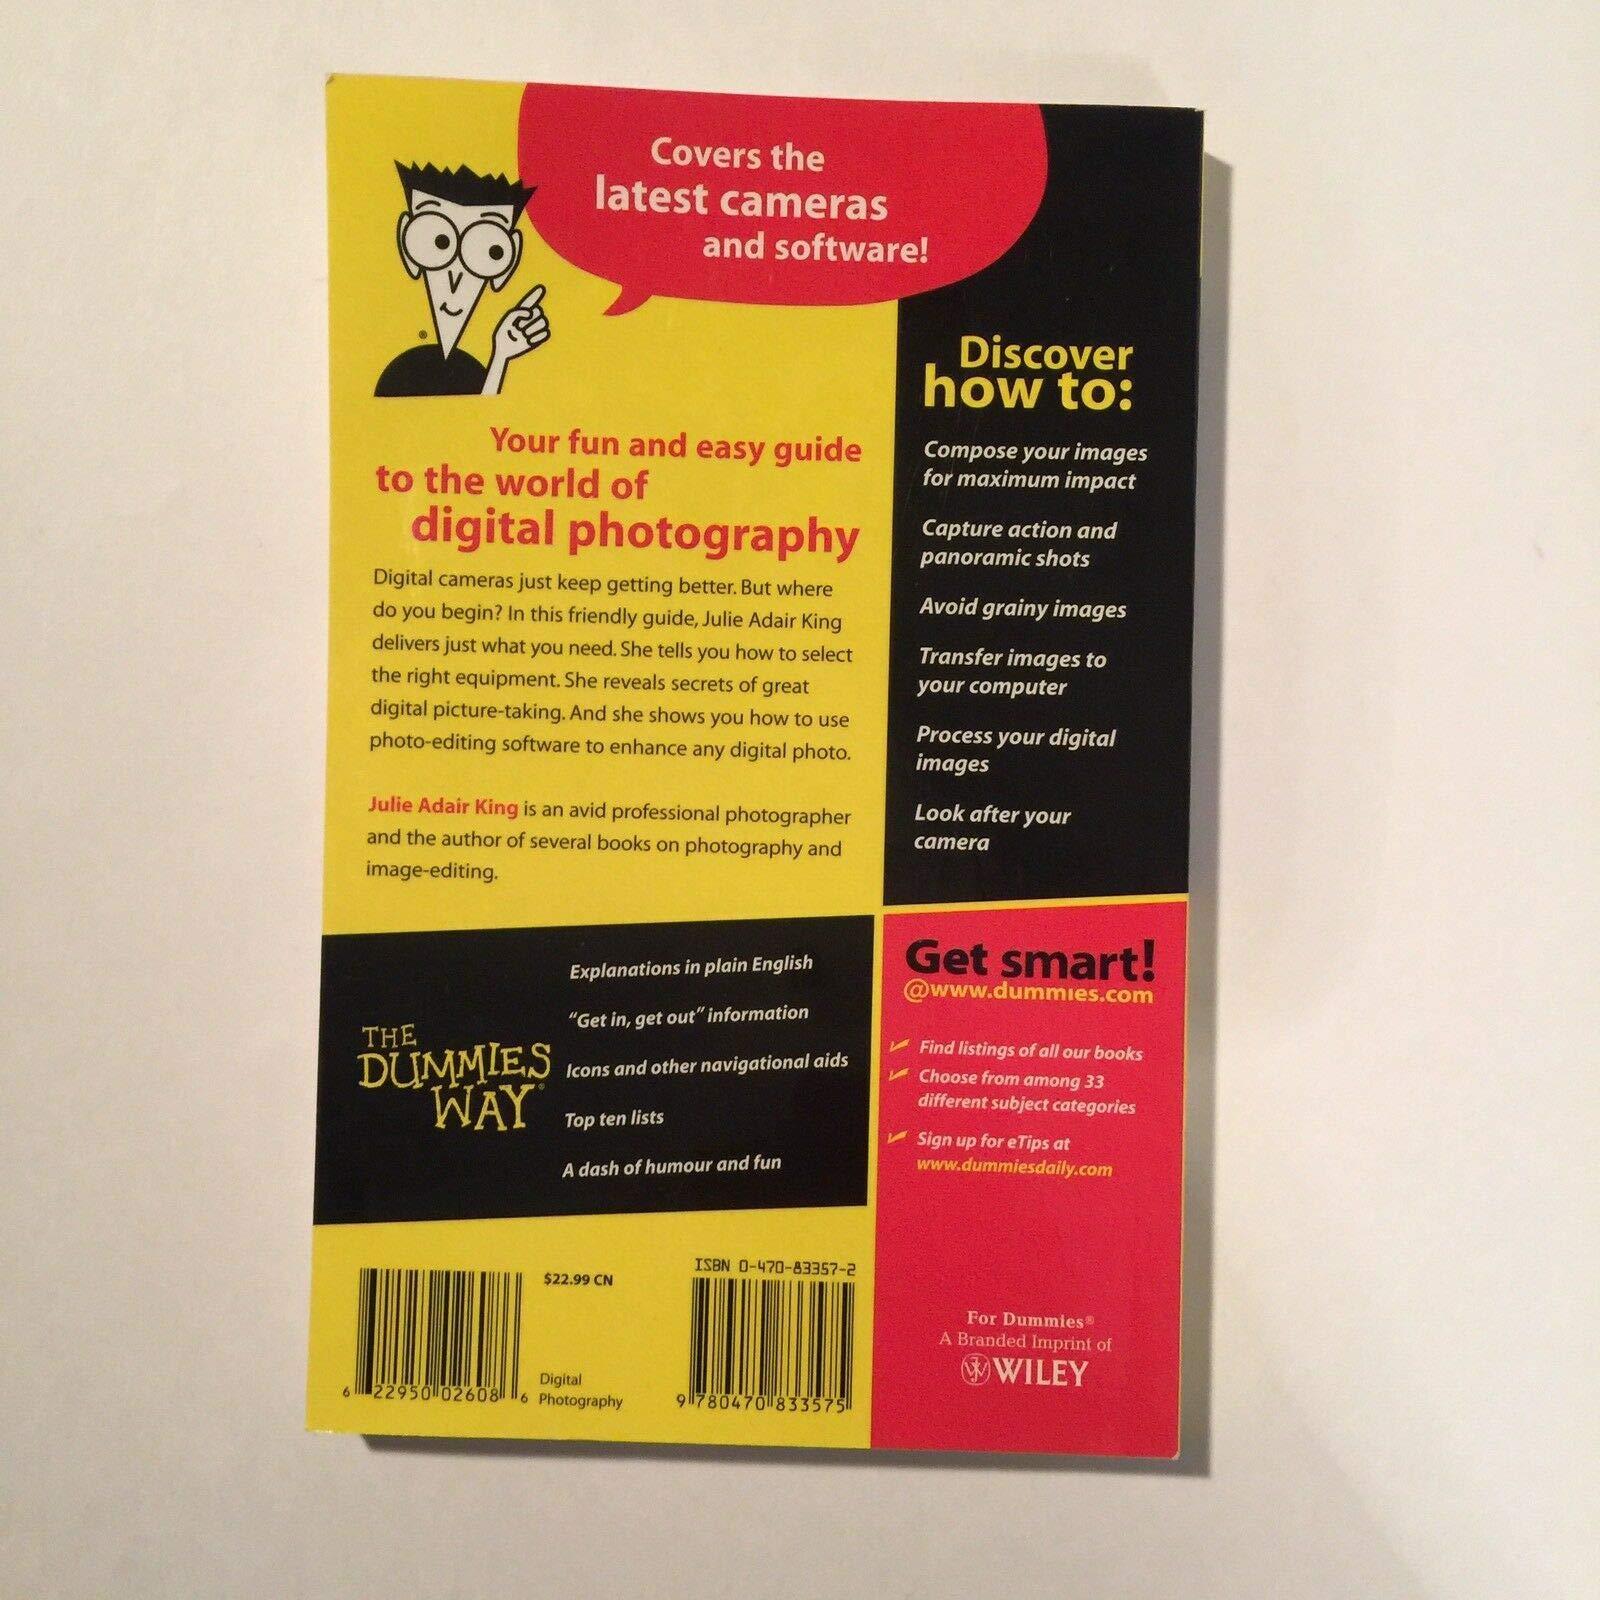 Covers the
latest cameras
and software!
®
Your fun and easy guide
to the world of
digital photography
Digital cameras just keep getting better. But where
do you begin? In this friendly guide, Julie Adair King
delivers just what you need. She tells you how to select
the right equipment. She reveals secrets of great
digital picture-taking. And she shows you how to use
photo-editing software to enhance any digital photo.
Julie Adair King is an avid professional photographer
and the author of several books on photography and
image-editing.
Discover
how to:
Compose your images
for maximum impact
Capture action and
panoramic shots
Avoid grainy images
Transfer images to
your computer
Process your digital
images
Look after your
camera
THE
DUMMIES
WAY®
Explanations in plain English
“Get in, get out” information
Icons and other navigational aids
Top ten lists
A dash of humour and fun
Get smart!
@www.dummies.com
Find listings of all our books
Choose from among 33
different subject categories
Sign up for eTips at
www.dummiesdaily.com
$22.99 CN
6 22950 02608 6
Digital
Photography
ISBN 0-470-83357-2
9 780470 833575
For Dummies®
A Branded Imprint of
WILEY